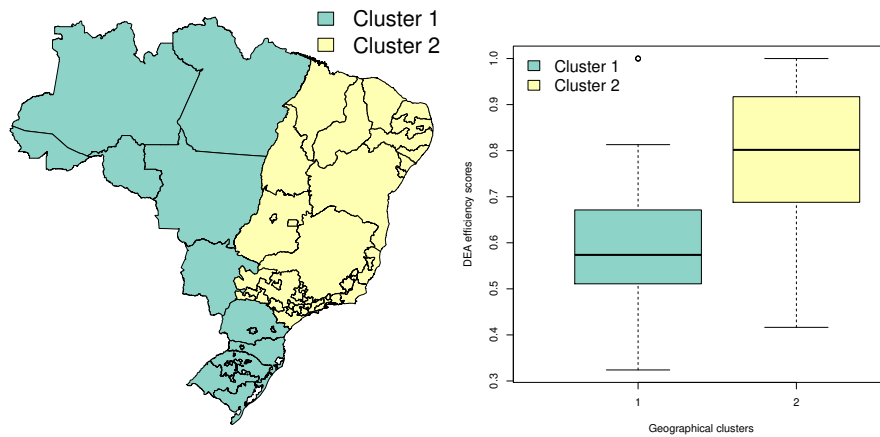 Cluster 1
Cluster 2
Cluster 1
Cluster 2
DEA efficiency scores
1.0
0.9
0.8
0.7
0.6
0.5
0.4
0.3
1
2
Geographical clusters